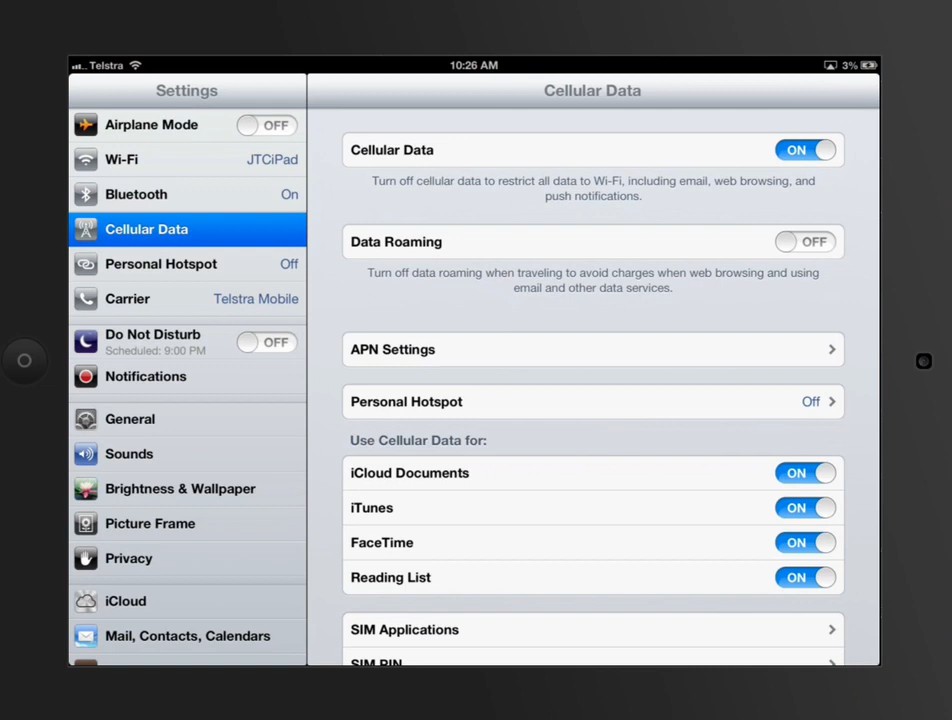 Telstra 10:26 AM 3%
Settings
Airplane Mode OFF
Wi-Fi JTCiPad
Bluetooth On
Cellular Data
Personal Hotspot Off
Carrier Telstra Mobile
Do Not Disturb OFF
Scheduled: 9:00 PM
Notifications
General
Sounds
Brightness & Wallpaper
Picture Frame
Privacy
iCloud
Mail, Contacts, Calendars
Cellular Data
Cellular Data ON
Turn off cellular data to restrict all data to Wi-Fi, including email, web browsing, and
push notifications.
Data Roaming OFF
Turn off data roaming when traveling to avoid charges when web browsing and using
email and other data services.
APN Settings
Personal Hotspot Off
Use Cellular Data for:
iCloud Documents ON
iTunes ON
FaceTime ON
Reading List ON
SIM Applications
SIM PIN